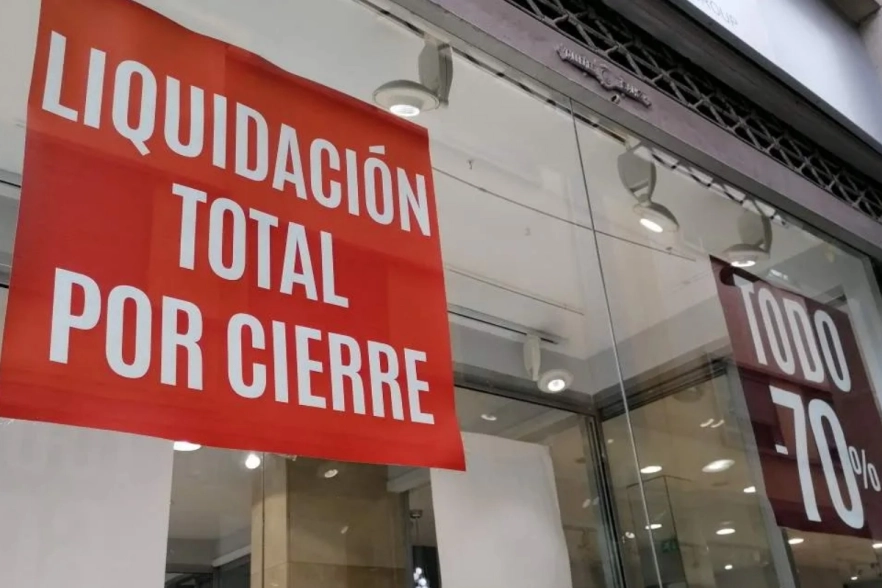 LIQUIDACIÓN
TOTAL
POR CIERRE
TODO
-70%